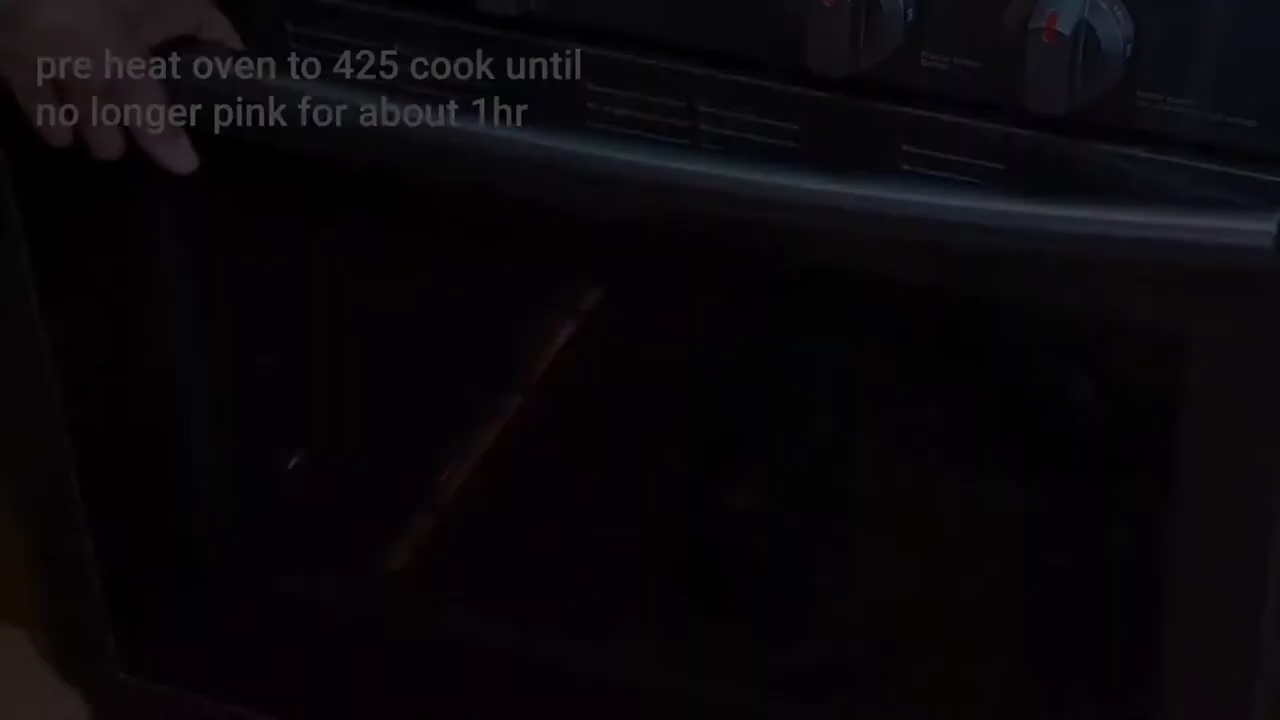 pre heat oven to 425 cook until
no longer pink for about 1hr